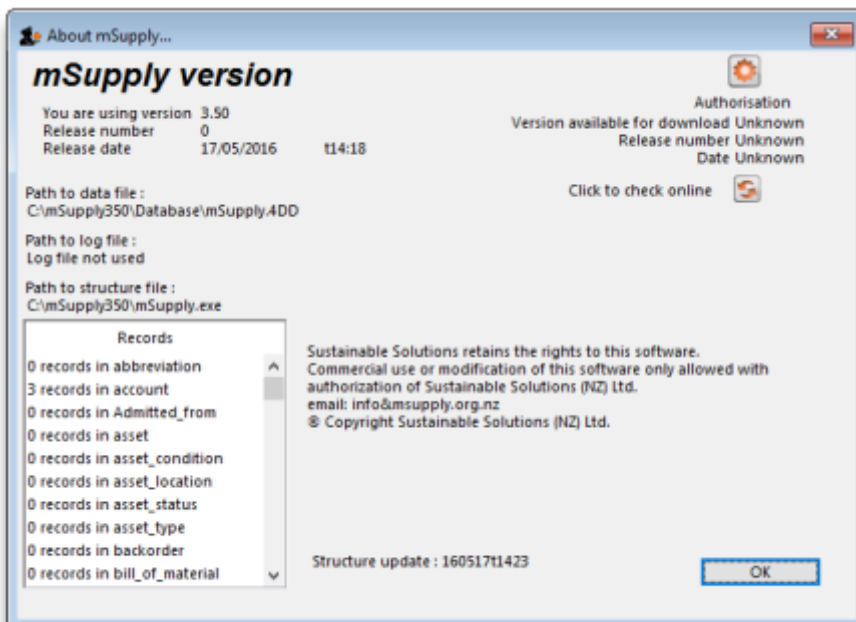 About mSupply...
mSupply version
You are using version 3.50
Release number 0
Release date 17/05/2016 t14:18
Authorisation
Version available for download Unknown
Release number Unknown
Date Unknown
Click to check online
Path to data file :
C:\mSupply350\Database\mSupply.4DD
Path to log file :
Log file not used
Path to structure file :
C:\mSupply350\mSupply.exe
Records
0 records in abbreviation
3 records in account
0 records in Admitted_from
0 records in asset
0 records in asset_condition
0 records in asset_location
0 records in asset_status
0 records in asset_type
0 records in backorder
0 records in bill_of_material
Sustainable Solutions retains the rights to this software.
Commercial use or modification of this software only allowed with
authorization of Sustainable Solutions (NZ) Ltd.
email: info&msupply.org.nz
® Copyright Sustainable Solutions (NZ) Ltd.
Structure update : 160517t1423
OK